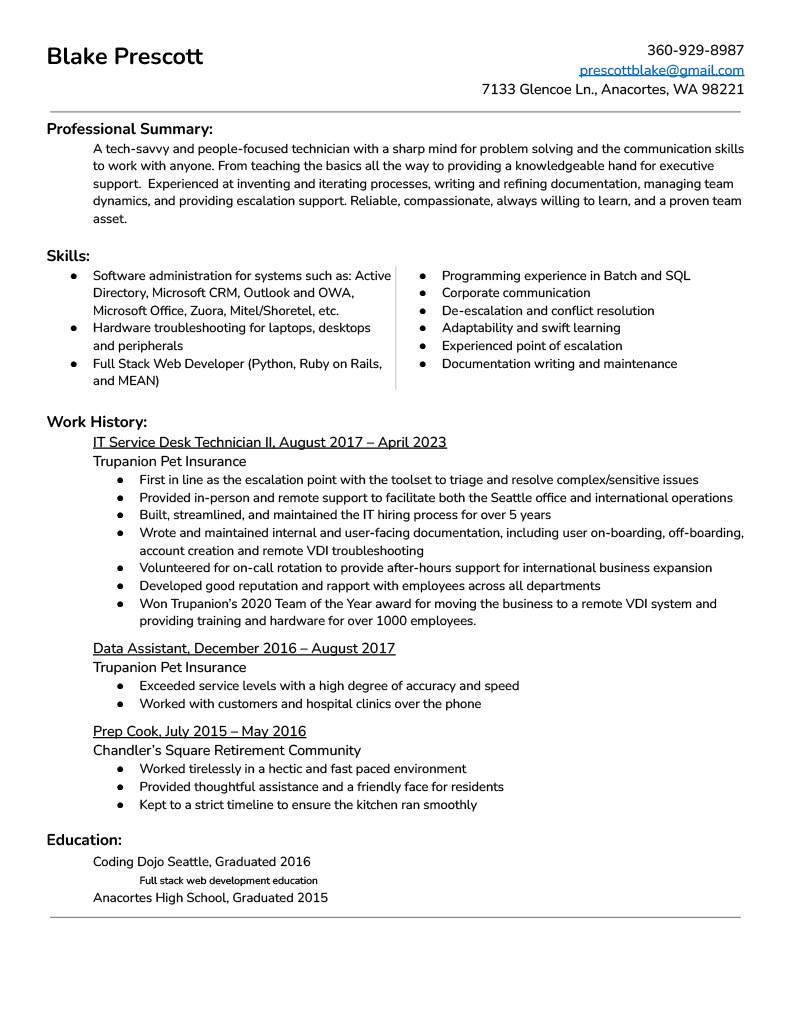 Blake Prescott
360-929-8987
prescottblake@gmail.com
7133 Glencoe Ln., Anacortes, WA 98221
Professional Summary:
A tech-savvy and people-focused technician with a sharp mind for problem solving and the communication skills
to work with anyone. From teaching the basics all the way to providing a knowledgeable hand for executive
support.  Experienced at inventing and iterating processes, writing and refining documentation, managing team
dynamics, and providing escalation support. Reliable, compassionate, always willing to learn, and a proven team
asset.
Skills:
● Software administration for systems such as: Active
Directory, Microsoft CRM, Outlook and OWA,
Microsoft Office, Zuora, Mitel/Shoretel, etc.
● Hardware troubleshooting for laptops, desktops
and peripherals
● Full Stack Web Developer (Python, Ruby on Rails,
and MEAN)
● Programming experience in Batch and SQL
● Corporate communication
● De-escalation and conflict resolution
● Adaptability and swift learning
● Experienced point of escalation
● Documentation writing and maintenance
Work History:
IT Service Desk Technician II, August 2017 – April 2023
Trupanion Pet Insurance
● First in line as the escalation point with the toolset to triage and resolve complex/sensitive issues
● Provided in-person and remote support to facilitate both the Seattle office and international operations
● Built, streamlined, and maintained the IT hiring process for over 5 years
● Wrote and maintained internal and user-facing documentation, including user on-boarding, off-boarding,
account creation and remote VDI troubleshooting
● Volunteered for on-call rotation to provide after-hours support for international business expansion
● Developed good reputation and rapport with employees across all departments
● Won Trupanion’s 2020 Team of the Year award for moving the business to a remote VDI system and
providing training and hardware for over 1000 employees.
Data Assistant, December 2016 – August 2017
Trupanion Pet Insurance
● Exceeded service levels with a high degree of accuracy and speed
● Worked with customers and hospital clinics over the phone
Prep Cook, July 2015 – May 2016
Chandler’s Square Retirement Community
● Worked tirelessly in a hectic and fast paced environment
● Provided thoughtful assistance and a friendly face for residents
● Kept to a strict timeline to ensure the kitchen ran smoothly
Education:
Coding Dojo Seattle, Graduated 2016
Full stack web development education
Anacortes High School, Graduated 2015